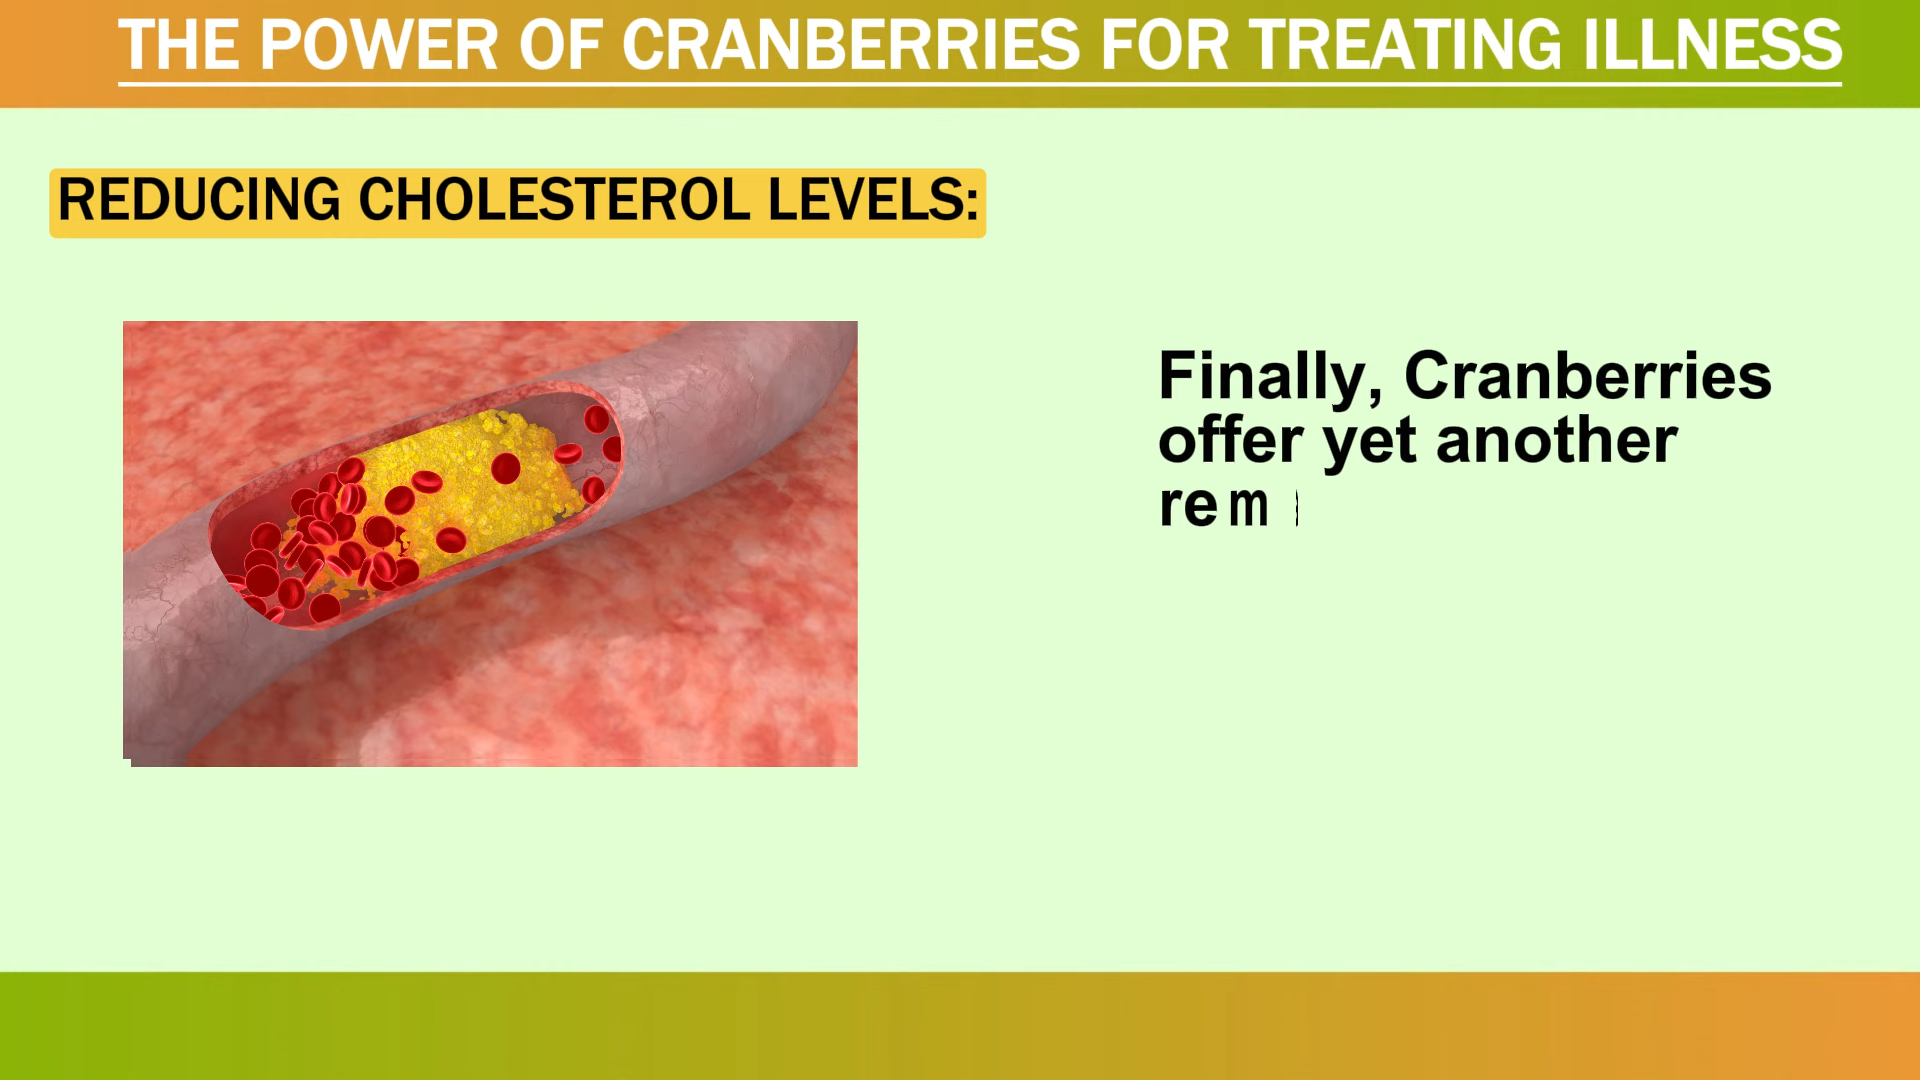 THE POWER OF CRANBERRIES FOR TREATING ILLNESS
REDUCING CHOLESTEROL LEVELS:
Finally, Cranberries
offer yet another